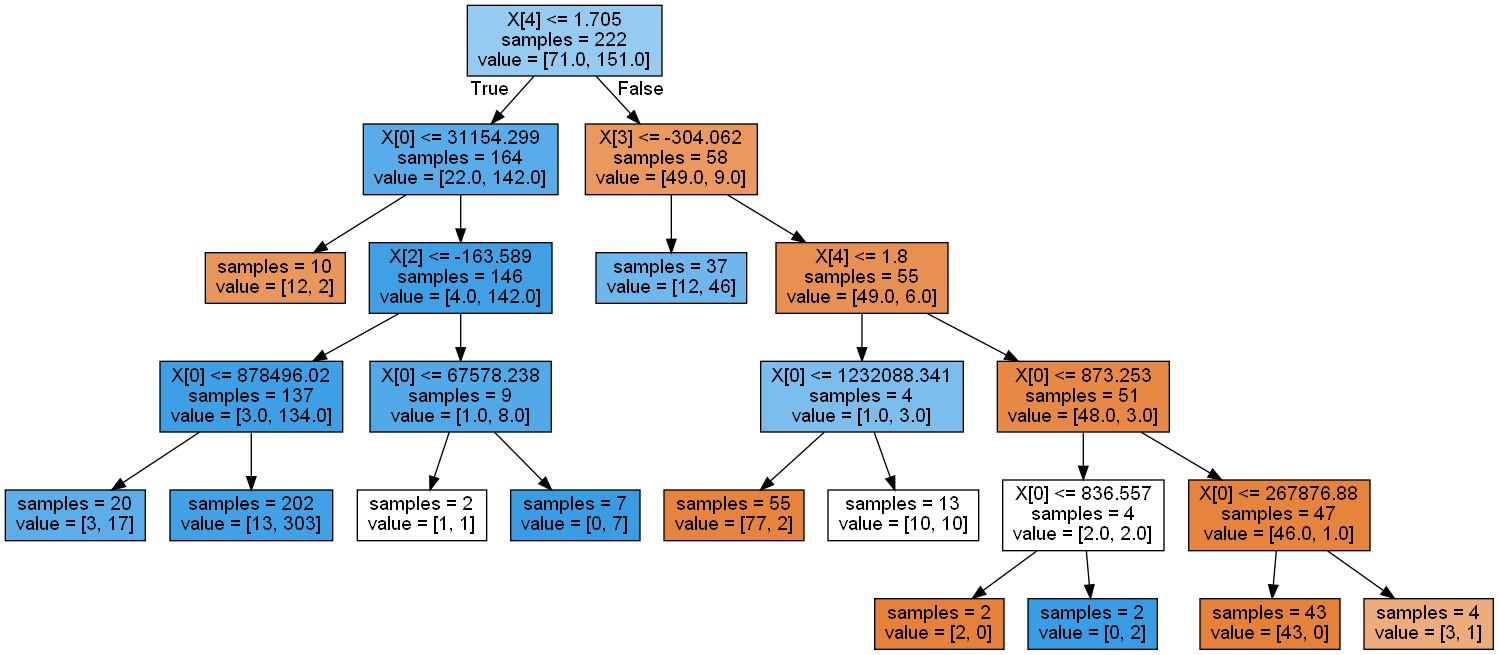 X[4] <= 1.705
samples = 222
value = [71.0, 151.0]
True
False
X[0] <= 31154.299
samples = 164
value = [22.0, 142.0]
X[3] <= -304.062
samples = 58
value = [49.0, 9.0]
samples = 10
value = [12, 2]
X[2] <= -163.589
samples = 146
value = [4.0, 142.0]
samples = 37
value = [12, 46]
X[4] <= 1.8
samples = 55
value = [49.0, 6.0]
X[0] <= 878496.02
samples = 137
value = [3.0, 134.0]
X[0] <= 67578.238
samples = 9
value = [1.0, 8.0]
X[0] <= 1232088.341
samples = 4
value = [1.0, 3.0]
X[0] <= 873.253
samples = 51
value = [48.0, 3.0]
samples = 20
value = [3, 17]
samples = 202
value = [13, 303]
samples = 2
value = [1, 1]
samples = 7
value = [0, 7]
samples = 55
value = [77, 2]
samples = 13
value = [10, 10]
X[0] <= 836.557
samples = 4
value = [2.0, 2.0]
X[0] <= 267876.88
samples = 47
value = [46.0, 1.0]
samples = 2
value = [2, 0]
samples = 2
value = [0, 2]
samples = 43
value = [43, 0]
samples = 4
value = [3, 1]